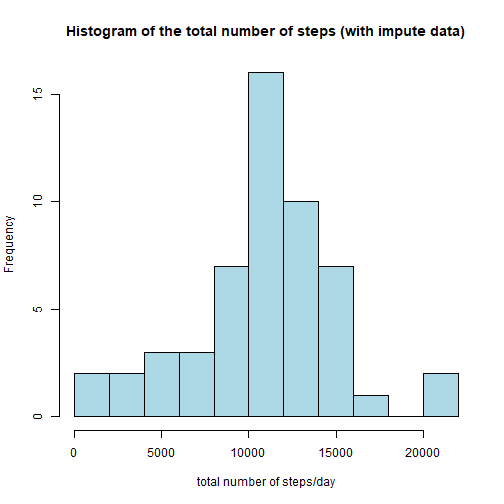 Histogram of the total number of steps (with impute data)
15
10
5
0
Frequency
0 5000 10000 15000 20000
total number of steps/day